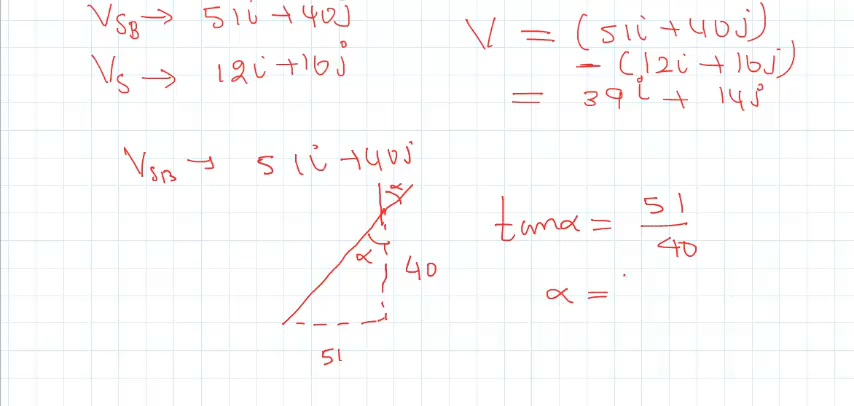 V_SB → 51i + 40j
V_S → 12i + 16j
V = (51i + 40j)
- (12i + 16j)
= 39i + 14j
V_SB → 51i + 40j
α
α
40
51
tanα = 51/40
α =